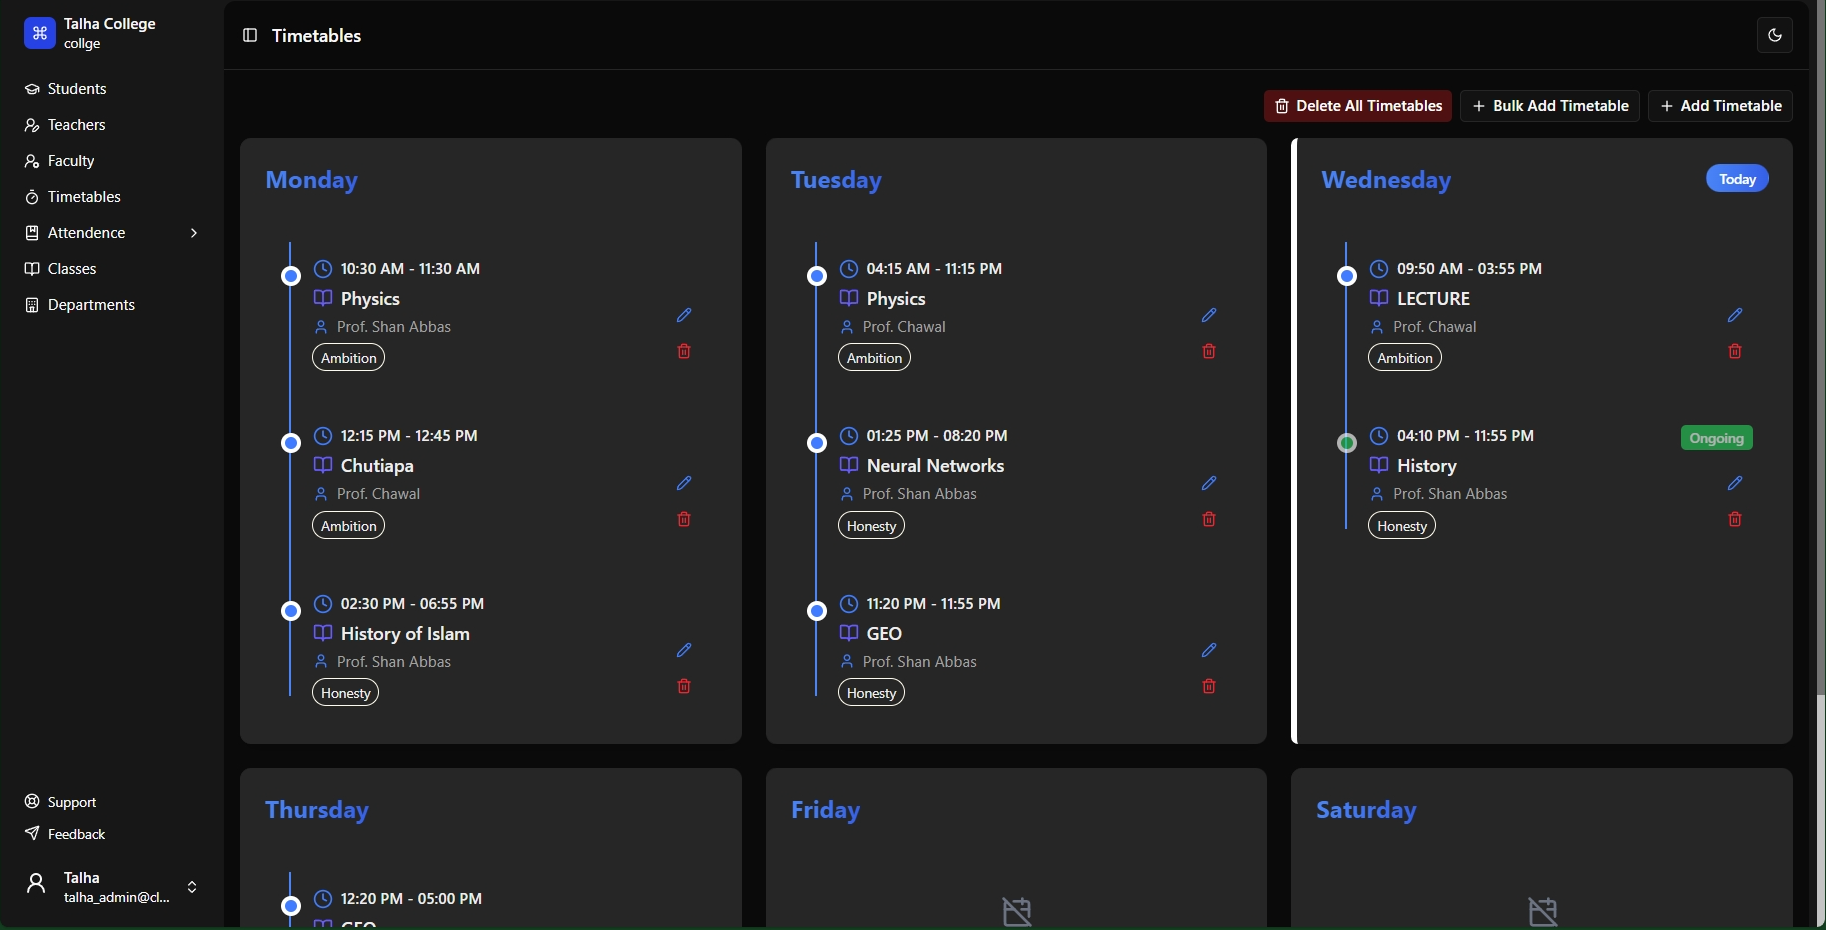 Talha College
collge
Students
Teachers
Faculty
Timetables
Attendence
Classes
Departments
Support
Feedback
Talha
talha_admin@cl...
Timetables
Delete All Timetables
Bulk Add Timetable
Add Timetable
Monday
10:30 AM - 11:30 AM
Physics
Prof. Shan Abbas
Ambition
12:15 PM - 12:45 PM
Chutiapa
Prof. Chawal
Ambition
02:30 PM - 06:55 PM
History of Islam
Prof. Shan Abbas
Honesty
Tuesday
04:15 AM - 11:15 PM
Physics
Prof. Chawal
Ambition
01:25 PM - 08:20 PM
Neural Networks
Prof. Shan Abbas
Honesty
11:20 PM - 11:55 PM
GEO
Prof. Shan Abbas
Honesty
Wednesday
Today
09:50 AM - 03:55 PM
LECTURE
Prof. Chawal
Ambition
04:10 PM - 11:55 PM
Ongoing
History
Prof. Shan Abbas
Honesty
Thursday
12:20 PM - 05:00 PM
Friday
Saturday